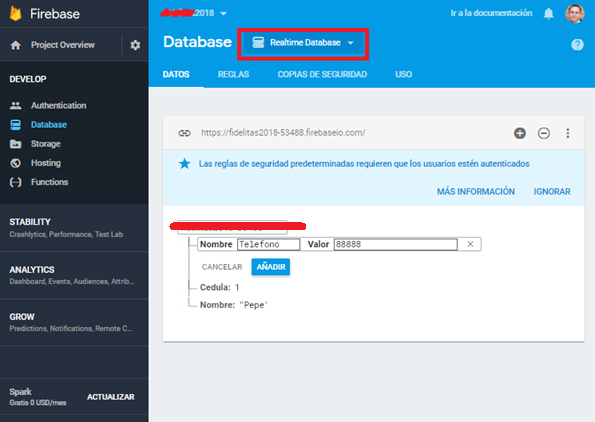 Firebase
Project Overview
DEVELOP
Authentication
Database
Storage
Hosting
Functions
STABILITY
Crashlytics, Performance, Test Lab
ANALYTICS
Dashboard, Events, Audiences, Attrib...
GROW
Predictions, Notifications, Remote C...
Spark
Gratis 0 USD/mes
ACTUALIZAR
2018
Ir a la documentación
Database
Realtime Database
DATOS
REGLAS
COPIAS DE SEGURIDAD
USO
https://fidelitas2018-53488.firebaseio.com/
Las reglas de seguridad predeterminadas requieren que los usuarios estén autenticados
MÁS INFORMACIÓN
IGNORAR
Nombre Telefono Valor 88888
CANCELAR
AÑADIR
Cedula: 1
Nombre: "Pepe'